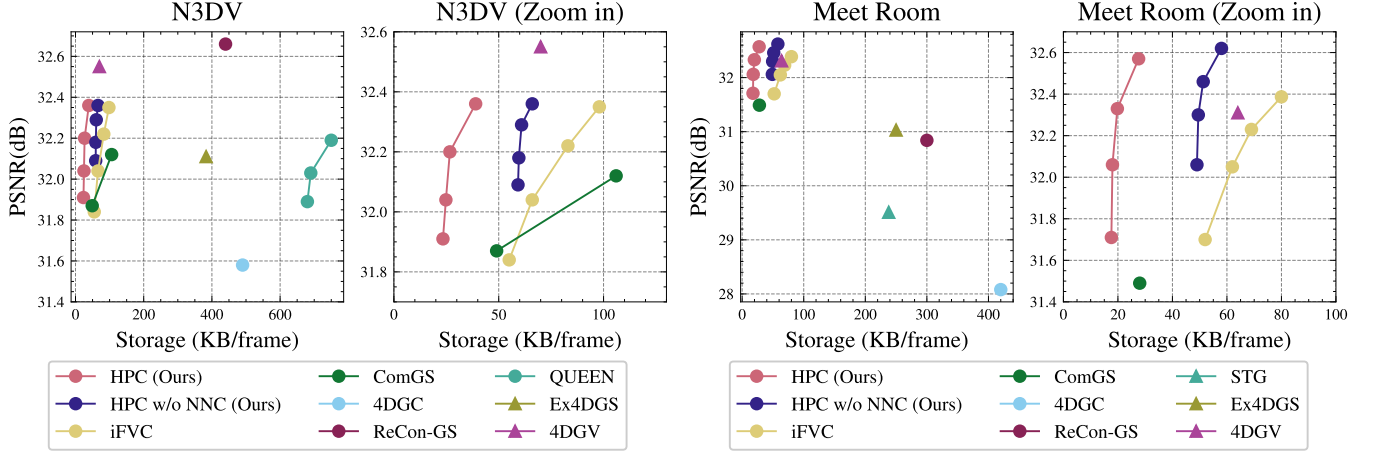 N3DV
N3DV (Zoom in)
Meet Room
Meet Room (Zoom in)
PSNR(dB)
32.6
32.4
32.2
32.0
31.8
31.6
31.4
0
200
400
600
Storage (KB/frame)
32.6
32.4
32.2
32.0
31.8
0
50
100
Storage (KB/frame)
PSNR(dB)
32
31
30
29
28
0
100
200
300
400
Storage (KB/frame)
32.6
32.4
32.2
32.0
31.8
31.6
31.4
0
20
40
60
80
100
Storage (KB/frame)
HPC (Ours)
HPC w/o NNC (Ours)
iFVC
ComGS
4DGC
ReCon-GS
QUEEN
Ex4DGS
4DGV
HPC (Ours)
HPC w/o NNC (Ours)
iFVC
ComGS
4DGC
ReCon-GS
STG
Ex4DGS
4DGV